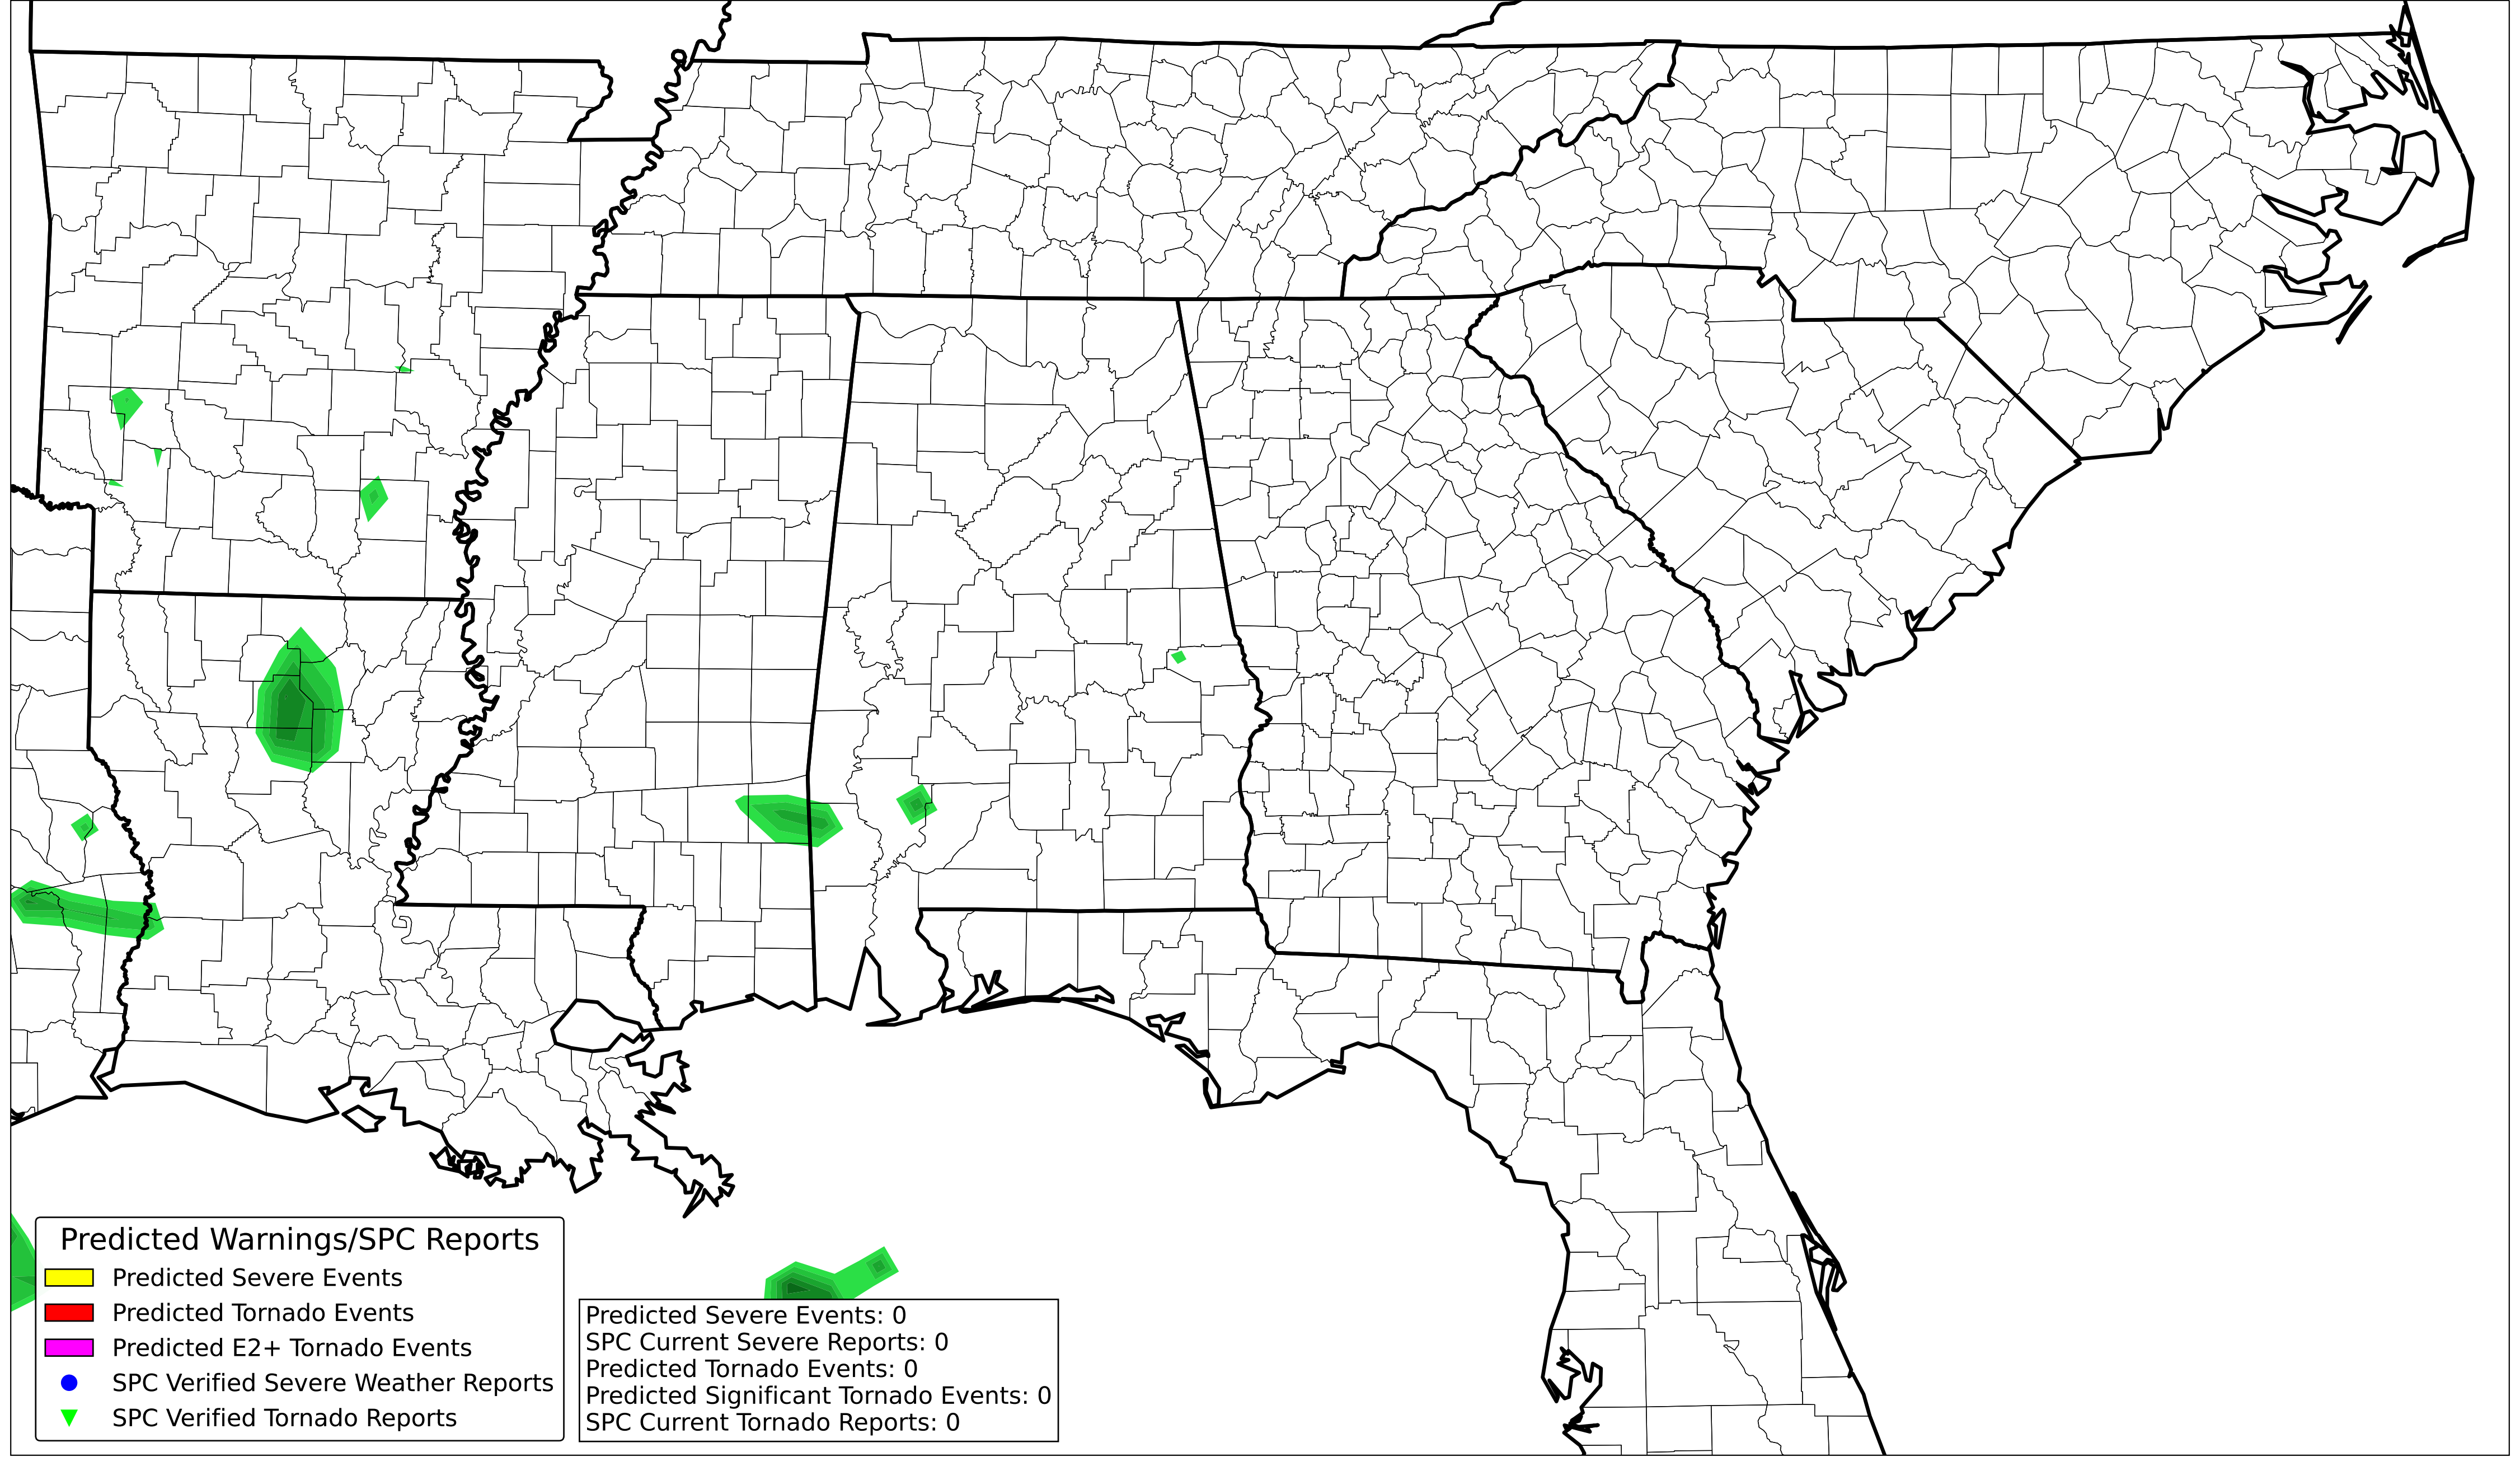 Predicted Warnings/SPC Reports
Predicted Severe Events
Predicted Tornado Events
Predicted E2+ Tornado Events
SPC Verified Severe Weather Reports
SPC Verified Tornado Reports
Predicted Severe Events: 0
SPC Current Severe Reports: 0
Predicted Tornado Events: 0
Predicted Significant Tornado Events: 0
SPC Current Tornado Reports: 0